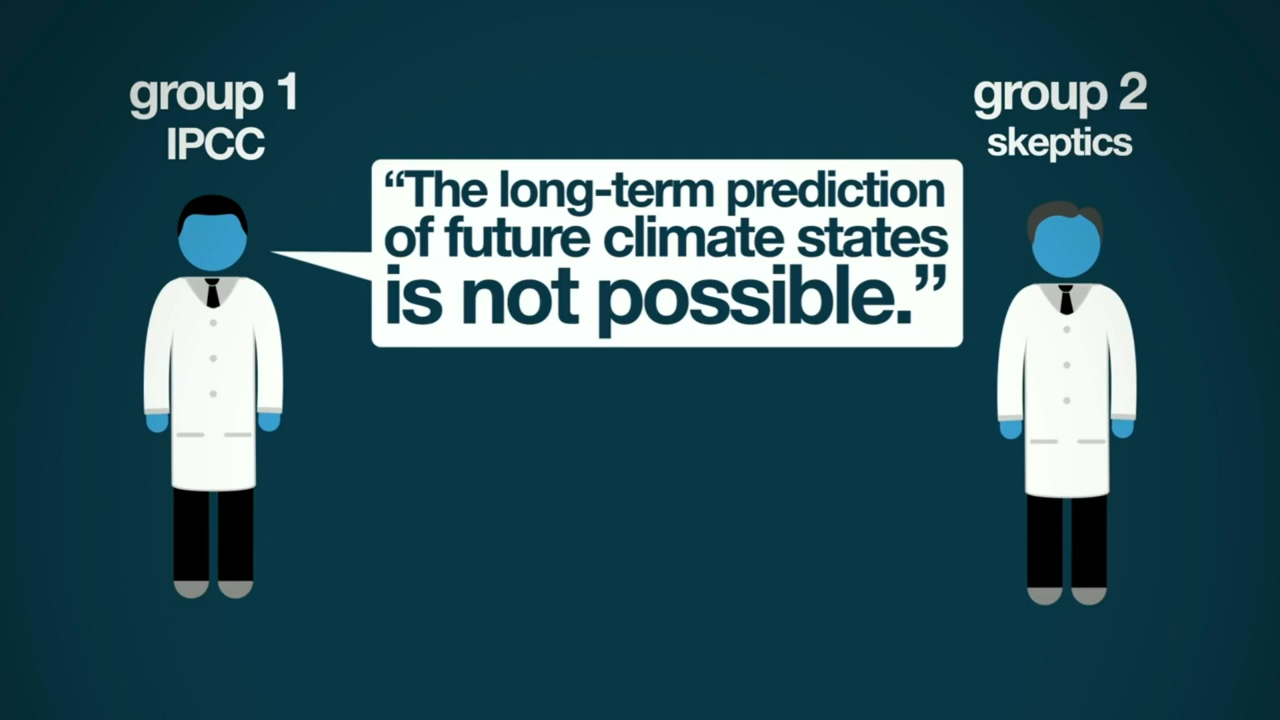 group 1
IPCC
group 2
skeptics
“The long-term prediction
of future climate states
is not possible.”